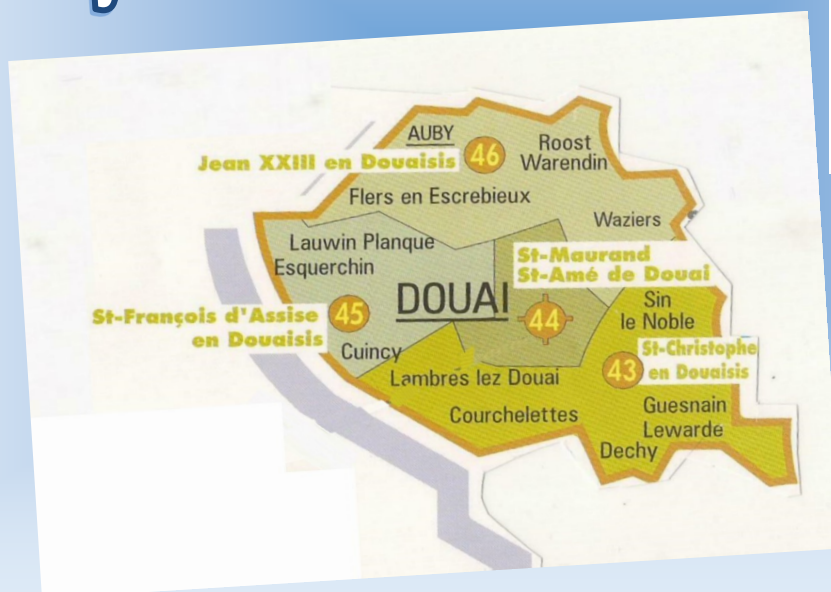 AUBY
Jean XXIII en Douaisis
46
Roost
Warendin
Flers en Escrebieux
Waziers
Lauwin Planque
Esquerchin
St-Maurand
St-Amé de Douai
DOUAI
44
St-François d'Assise
en Douaisis
45
Cuincy
Sin
le Noble
St-Christophe
en Douaisis
43
Lambres lez Douai
Courchelettes
Guesnain
Lewarde
Dechy